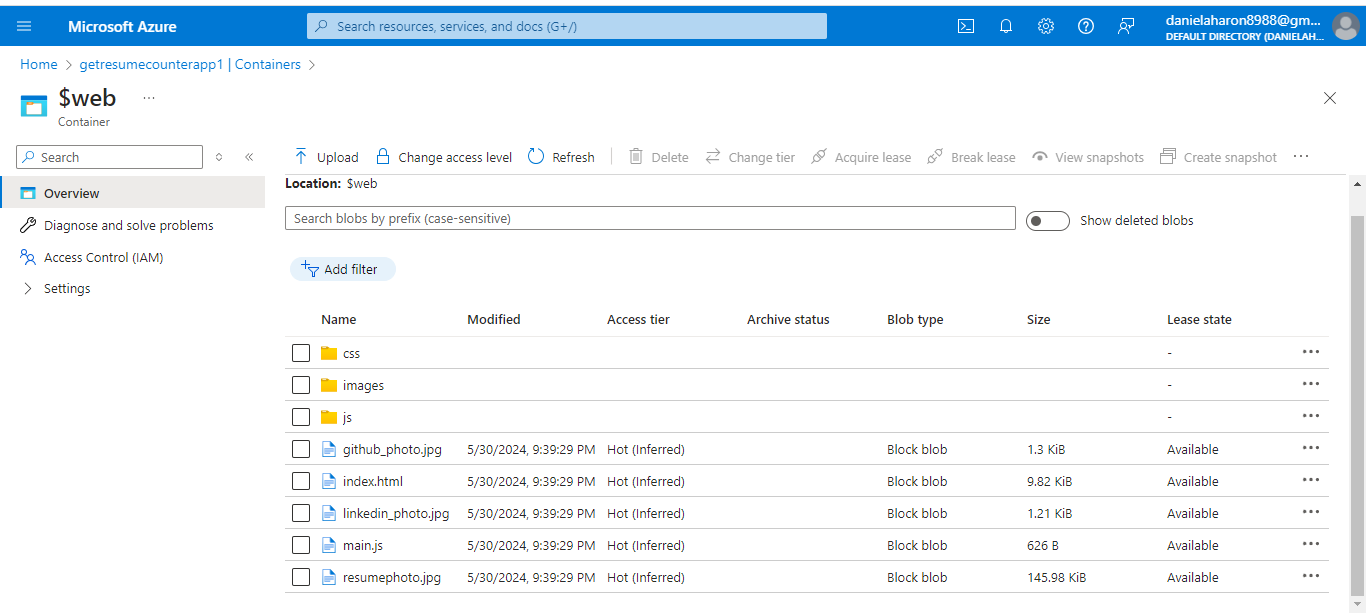 Microsoft Azure
Search resources, services, and docs (G+/)
danielaharon8988@gm...
DEFAULT DIRECTORY (DANIELAH...
Home > getresumecounterapp1 | Containers >
$web ...
Container
Search
Upload Change access level Refresh Delete Change tier Acquire lease Break lease View snapshots Create snapshot ...
Overview
Diagnose and solve problems
Access Control (IAM)
Settings
Location: $web
Search blobs by prefix (case-sensitive)
Show deleted blobs
Add filter
Name Modified Access tier Archive status Blob type Size Lease state
css - ...
images - ...
js - ...
github_photo.jpg 5/30/2024, 9:39:29 PM Hot (Inferred) Block blob 1.3 KiB Available ...
index.html 5/30/2024, 9:39:29 PM Hot (Inferred) Block blob 9.82 KiB Available ...
linkedin_photo.jpg 5/30/2024, 9:39:29 PM Hot (Inferred) Block blob 1.21 KiB Available ...
main.js 5/30/2024, 9:39:29 PM Hot (Inferred) Block blob 626 B Available ...
resumephoto.jpg 5/30/2024, 9:39:29 PM Hot (Inferred) Block blob 145.98 KiB Available ...